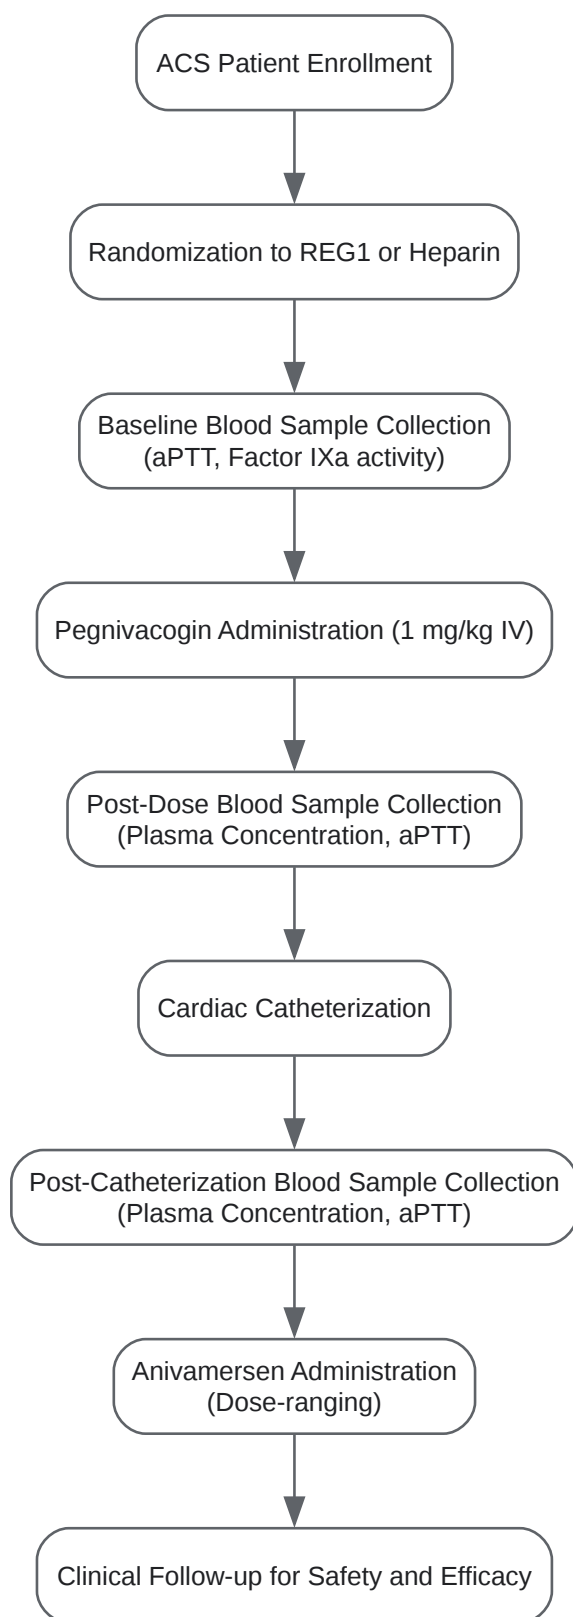 ACS Patient Enrollment
Randomization to REG1 or Heparin
Baseline Blood Sample Collection
(aPTT, Factor IXa activity)
Pegnivacogin Administration (1 mg/kg IV)
Post-Dose Blood Sample Collection
(Plasma Concentration, aPTT)
Cardiac Catheterization
Post-Catheterization Blood Sample Collection
(Plasma Concentration, aPTT)
Anivamersen Administration
(Dose-ranging)
Clinical Follow-up for Safety and Efficacy